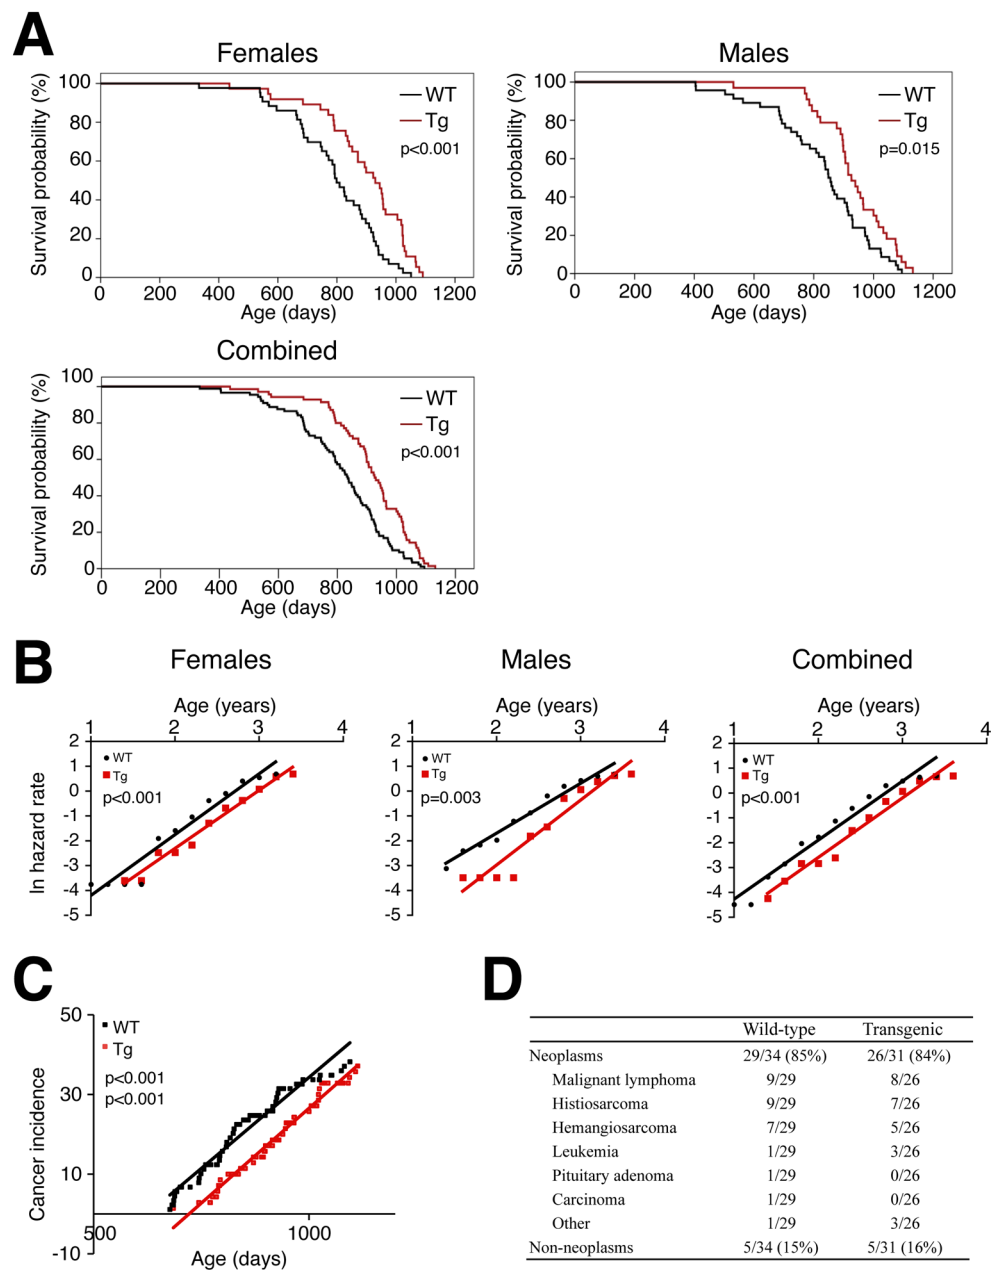 A
Females
Survival probability (%)
100
80
60
40
20
0
WT
Tg
p<0.001
0 200 400 600 800 1000 1200
Age (days)
Males
Survival probability (%)
100
80
60
40
20
0
WT
Tg
p=0.015
0 200 400 600 800 1000 1200
Age (days)
Combined
Survival probability (%)
100
80
60
40
20
0
WT
Tg
p<0.001
0 200 400 600 800 1000 1200
Age (days)
B
Females
Age (years)
1 2 3 4
ln hazard rate
2
1
0
-1
-2
-3
-4
-5
WT
Tg
p<0.001
Males
Age (years)
1 2 3 4
2
1
0
-1
-2
-3
-4
-5
WT
Tg
p=0.003
Combined
Age (years)
1 2 3 4
2
1
0
-1
-2
-3
-4
-5
WT
Tg
p<0.001
C
Cancer incidence
50
30
10
-10
WT
Tg
p<0.001
p<0.001
500 1000
Age (days)
D
Wild-type Transgenic
Neoplasms 29/34 (85%) 26/31 (84%)
Malignant lymphoma 9/29 8/26
Histiosarcoma 9/29 7/26
Hemangiosarcoma 7/29 5/26
Leukemia 1/29 3/26
Pituitary adenoma 1/29 0/26
Carcinoma 1/29 0/26
Other 1/29 3/26
Non-neoplasms 5/34 (15%) 5/31 (16%)